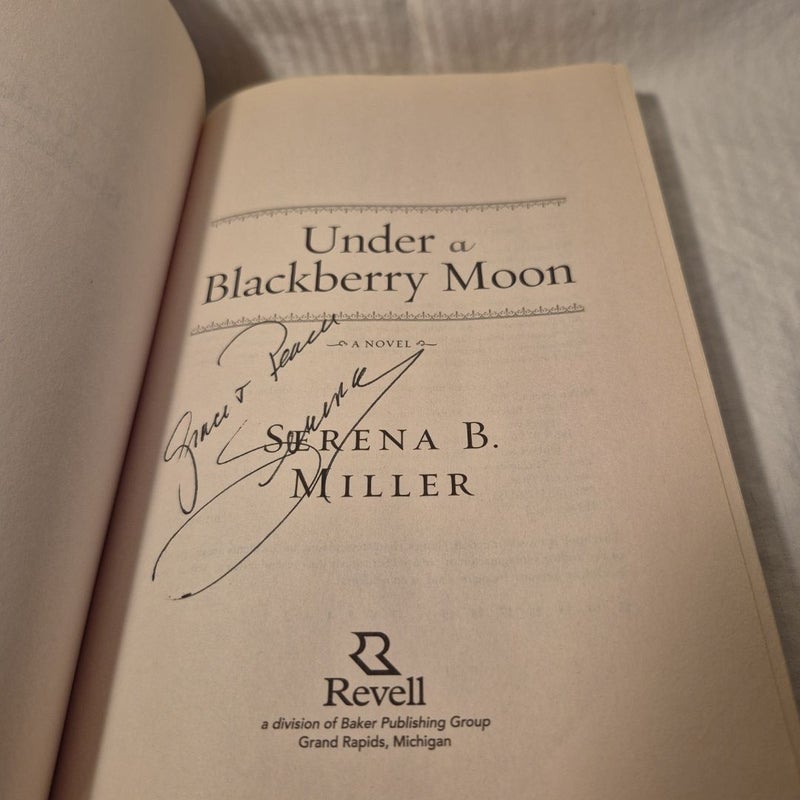 Under a
Blackberry Moon
A NOVEL
Grace & Peace
Serena
SERENA B.
MILLER
Revell
a division of Baker Publishing Group
Grand Rapids, Michigan